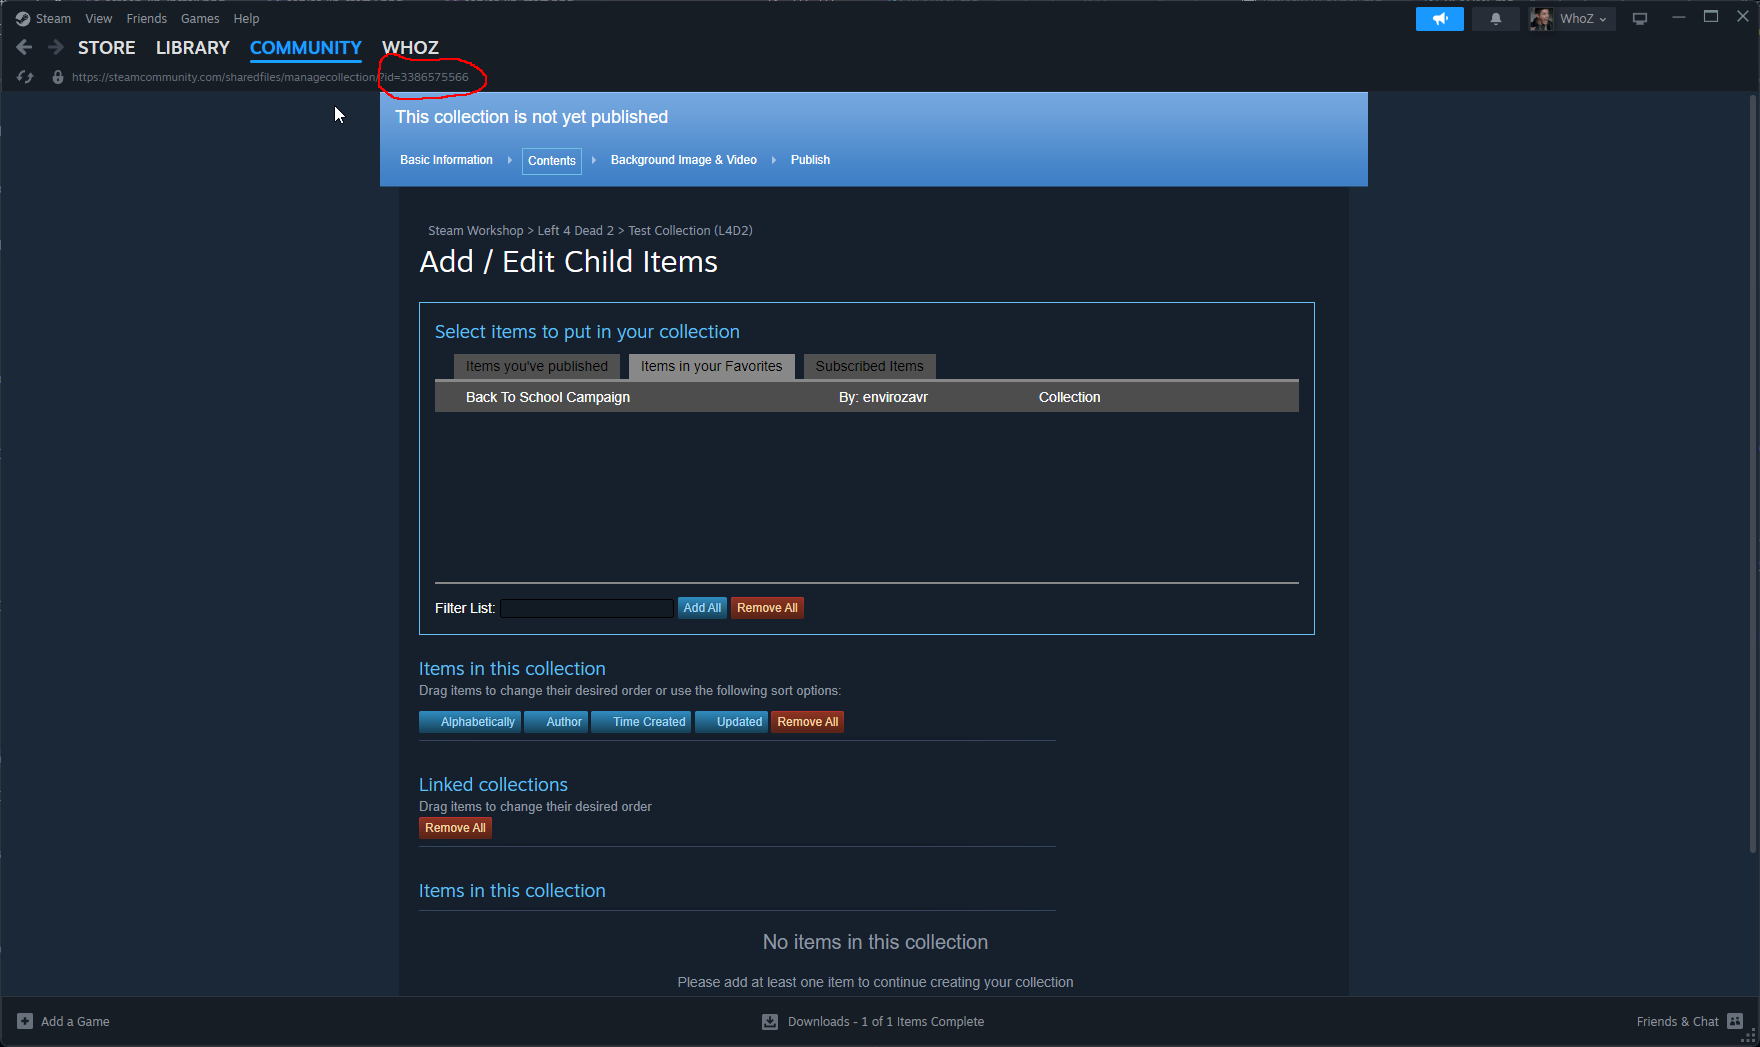 Steam View Friends Games Help
WhoZ
STORE LIBRARY COMMUNITY WHOZ
https://steamcommunity.com/sharedfiles/managecollection/?id=3386575566
This collection is not yet published
Basic Information Contents Background Image & Video Publish
Steam Workshop > Left 4 Dead 2 > Test Collection (L4D2)
Add / Edit Child Items
Select items to put in your collection
Items you've published Items in your Favorites Subscribed Items
Back To School Campaign By: envirozavr Collection
Filter List: Add All Remove All
Items in this collection
Drag items to change their desired order or use the following sort options:
Alphabetically Author Time Created Updated Remove All
Linked collections
Drag items to change their desired order
Remove All
Items in this collection
No items in this collection
Please add at least one item to continue creating your collection
Add a Game Downloads - 1 of 1 Items Complete Friends & Chat